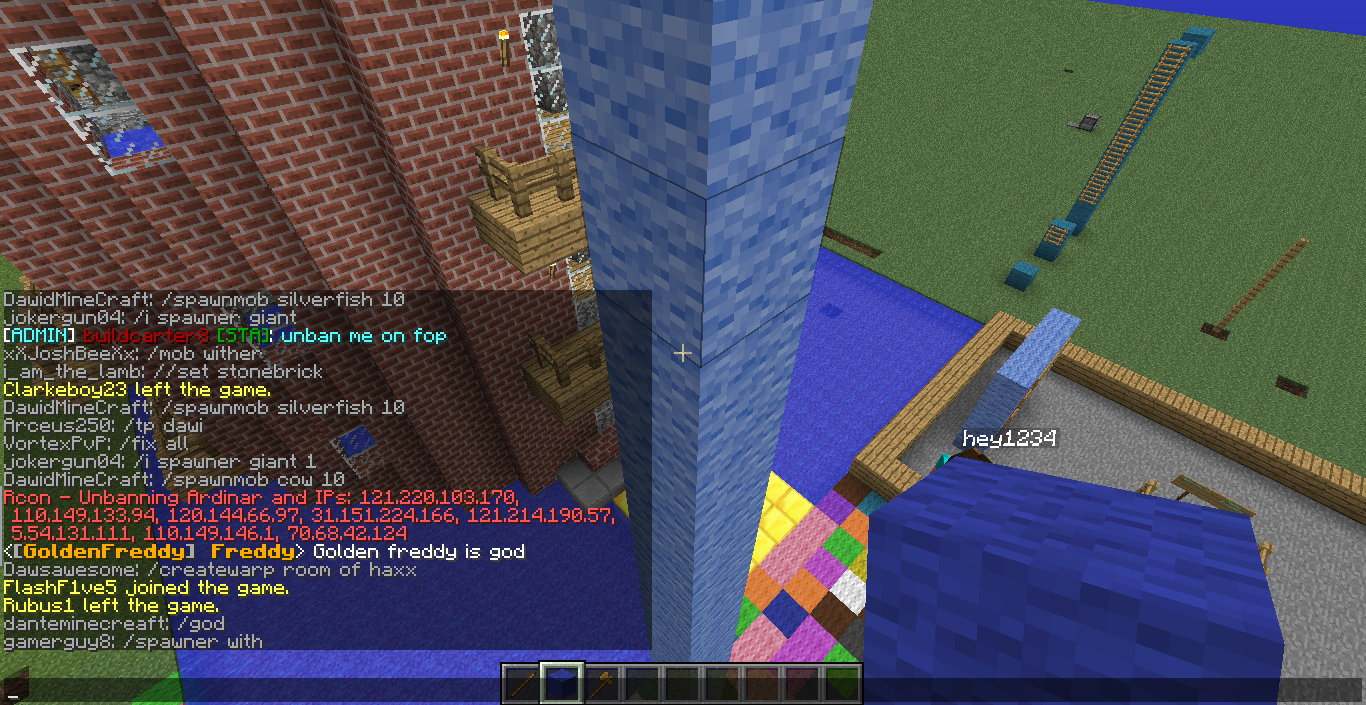 DawidMineCraft: /spawnmob silverfish 10
jokergun04: /i spawner giant
[ADMIN] buildcarter8 [STA]: unban me on fop
xXJoshBeeXx: /mob wither
i_am_the_lamb: //set stonebrick
Clarkeboy23 left the game.
DawidMineCraft: /spawnmob silverfish 10
Arceus250: /tp dawi
VortexPvP: /fix all
jokergun04: /i spawner giant 1
DawidMineCraft: /spawnmob cow 10
Rcon - Unbanning Ardinar and IPs: 121.220.103.170,
110.149.133.94, 120.144.66.97, 31.151.224.166, 121.214.190.57,
5.54.131.111, 110.149.146.1, 70.68.42.124
<[GoldenFreddy] Freddy> Golden freddy is god
Dawsawesome: /createwarp room of haxx
FlashF1ve5 joined the game.
Rubus1 left the game.
danteminecreaft: /god
gamerguy8: /spawner with
_
hey1234